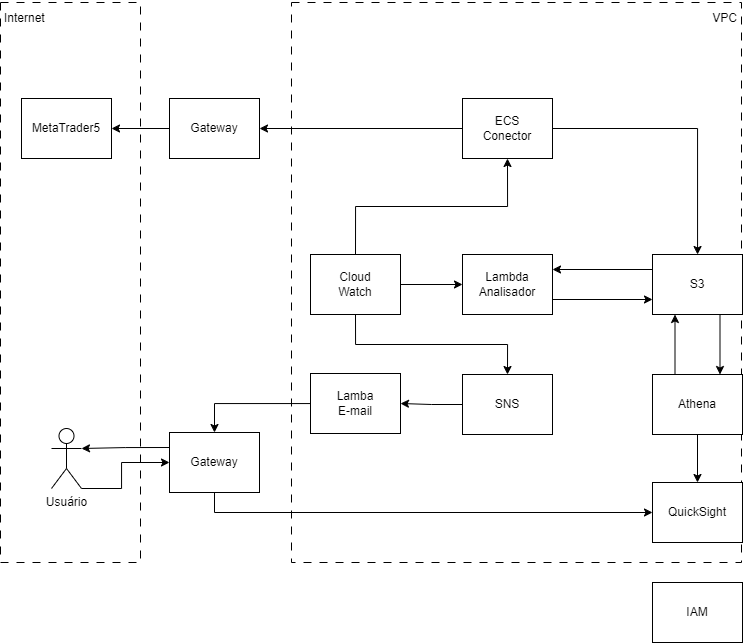 Internet
VPC
MetaTrader5
Gateway
ECS
Conector
Cloud
Watch
Lambda
Analisador
S3
Lamba
E-mail
SNS
Athena
Usuário
Gateway
QuickSight
IAM